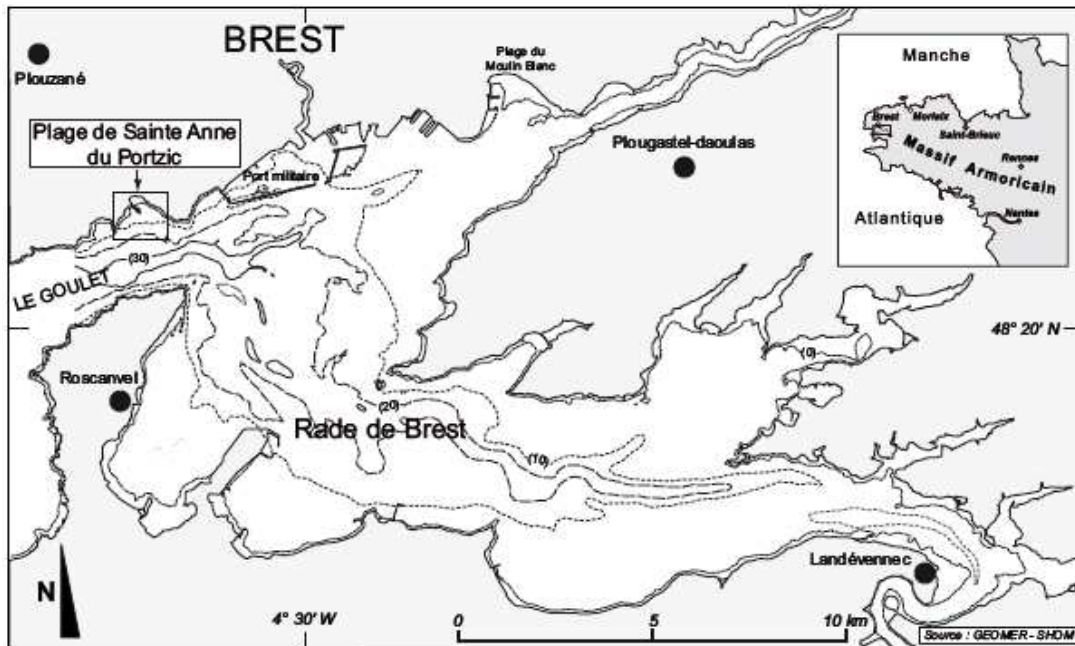 BREST
Plouzané
Plage du
Moulin Blanc
Manche
Plage de Sainte Anne
du Portzic
Port militaire
Plougastel-daoulas
Brest
Morlaix
Saint-Brieuc
Rennes
Massif Armoricain
Nantes
Atlantique
(30)
LE GOULET
48° 20' N
(0)
Roscanvel
(20)
Rade de Brest
(10)
Landévennec
N
4° 30' W
0
5
10 km
Source : GEOMER - SHOM